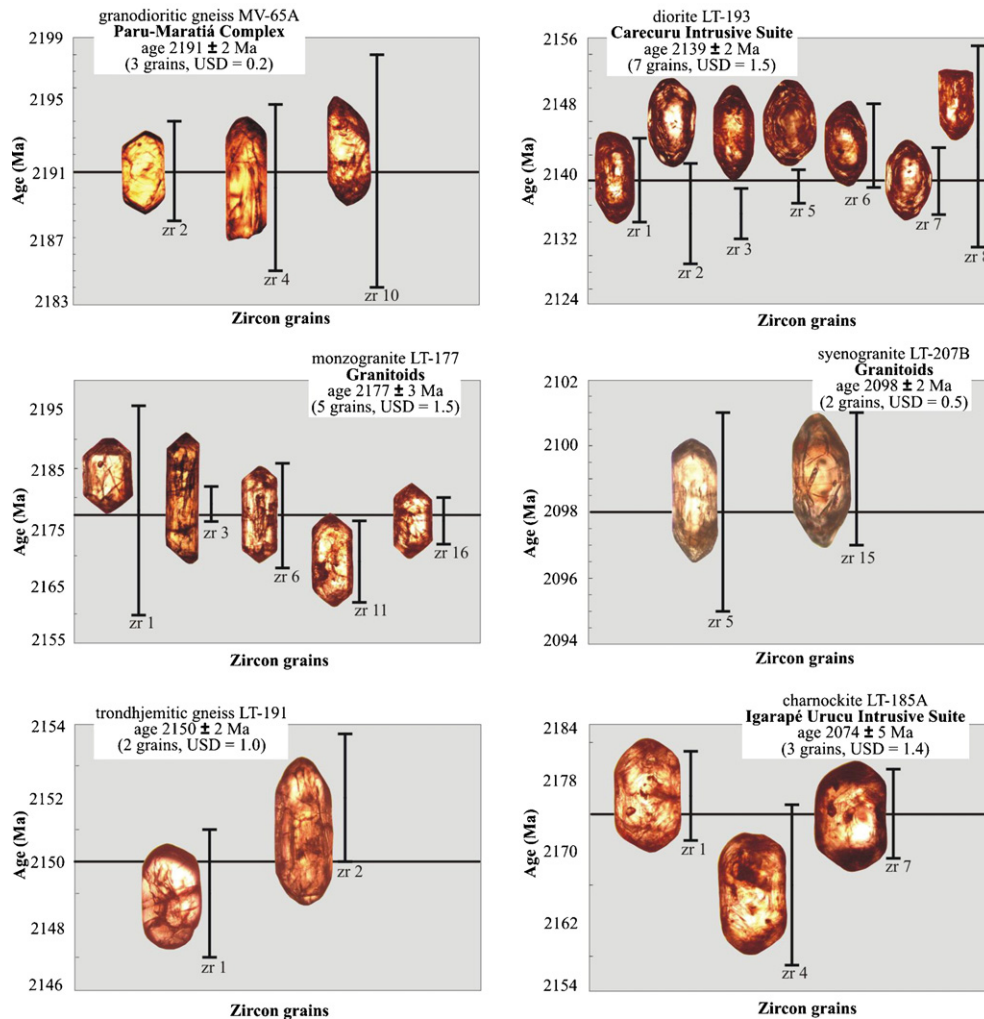 granodioritic gneiss MV-65A
Paru-Maratiá Complex
age 2191 ± 2 Ma
(3 grains, USD = 0.2)
Age (Ma)
2199
2195
2191
2187
2183
zr 2
zr 4
zr 10
Zircon grains
diorite LT-193
Carecuru Intrusive Suite
age 2139 ± 2 Ma
(7 grains, USD = 1.5)
Age (Ma)
2156
2148
2140
2132
2124
zr 1
zr 2
zr 3
zr 5
zr 6
zr 7
zr 8
Zircon grains
monzogranite LT-177
Granitoids
age 2177 ± 3 Ma
(5 grains, USD = 1.5)
Age (Ma)
2195
2185
2175
2165
2155
zr 1
zr 3
zr 6
zr 11
zr 16
Zircon grains
syenogranite LT-207B
Granitoids
age 2098 ± 2 Ma
(2 grains, USD = 0.5)
Age (Ma)
2102
2100
2098
2096
2094
zr 5
zr 15
Zircon grains
trondhjemitic gneiss LT-191
age 2150 ± 2 Ma
(2 grains, USD = 1.0)
Age (Ma)
2154
2152
2150
2148
2146
zr 1
zr 2
Zircon grains
charnockite LT-185A
Igarapé Urucu Intrusive Suite
age 2074 ± 5 Ma
(3 grains, USD = 1.4)
Age (Ma)
2184
2178
2170
2162
2154
zr 1
zr 4
zr 7
Zircon grains